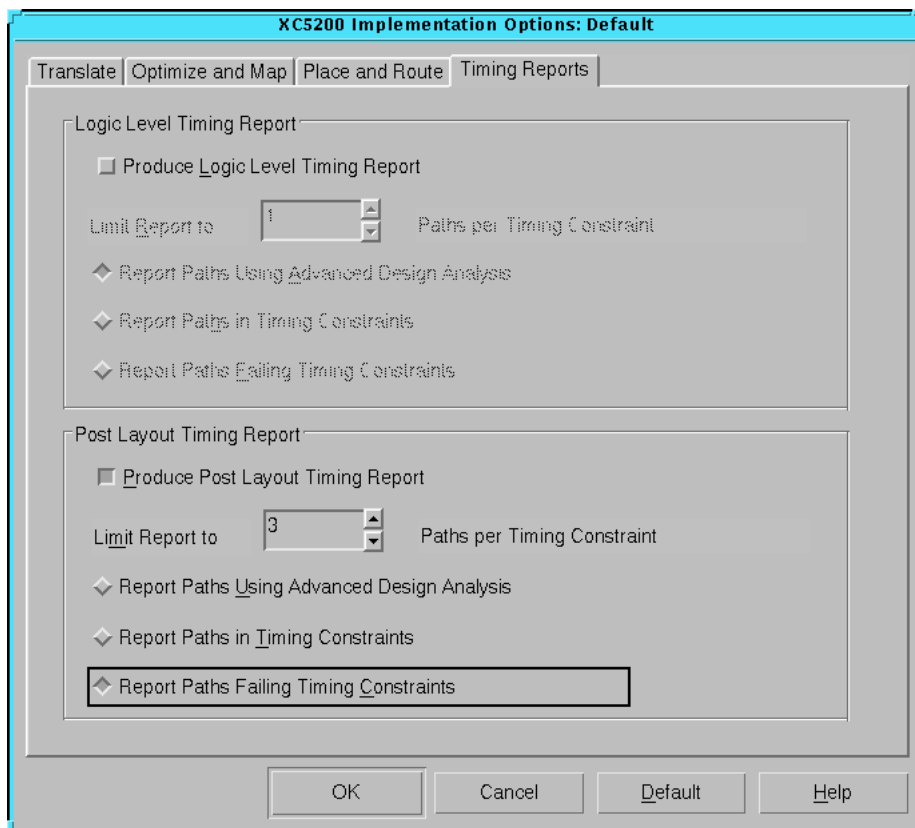 XC5200 Implementation Options: Default
Translate Optimize and Map Place and Route Timing Reports
Logic Level Timing Report
Produce Logic Level Timing Report
Limit Report to 1 Paths per Timing Constraint
Report Paths Using Advanced Design Analysis
Report Paths in Timing Constraints
Report Paths Failing Timing Constraints
Post Layout Timing Report
Produce Post Layout Timing Report
Limit Report to 3 Paths per Timing Constraint
Report Paths Using Advanced Design Analysis
Report Paths in Timing Constraints
Report Paths Failing Timing Constraints
OK Cancel Default Help